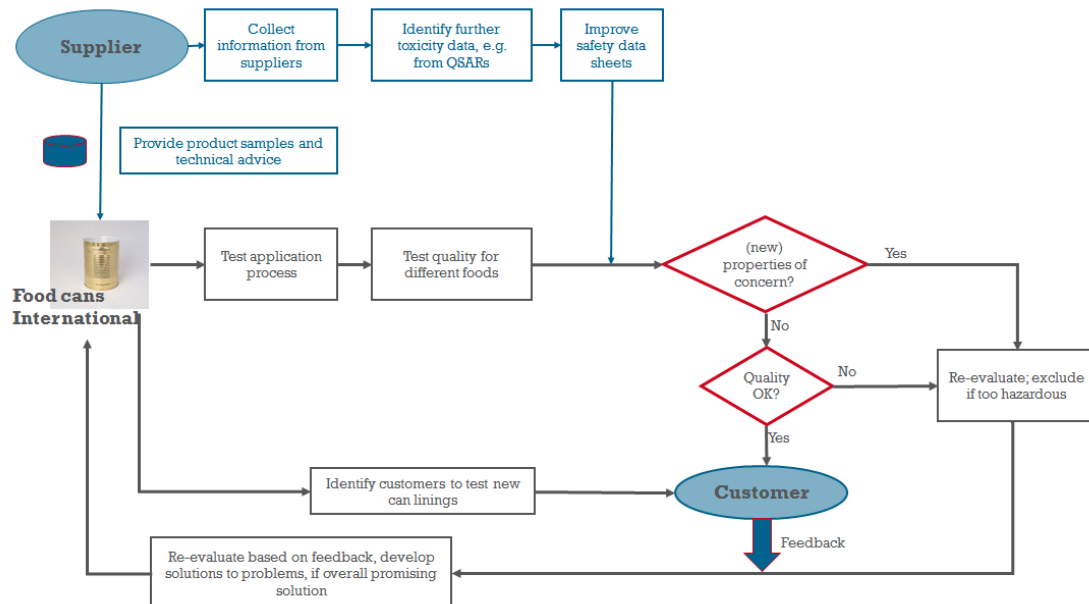 Supplier
Collect
information from
suppliers
Identify further
toxicity data, e.g.
from QSARs
Improve
safety data
sheets
Provide product samples and
technical advice
Food cans
International
Test application
process
Test quality for
different foods
(new)
properties of
concern?
Yes
No
Quality
OK?
No
Re-evaluate; exclude
if too hazardous
Yes
Identify customers to test new
can linings
Customer
Feedback
Re-evaluate based on feedback, develop
solutions to problems, if overall promising
solution